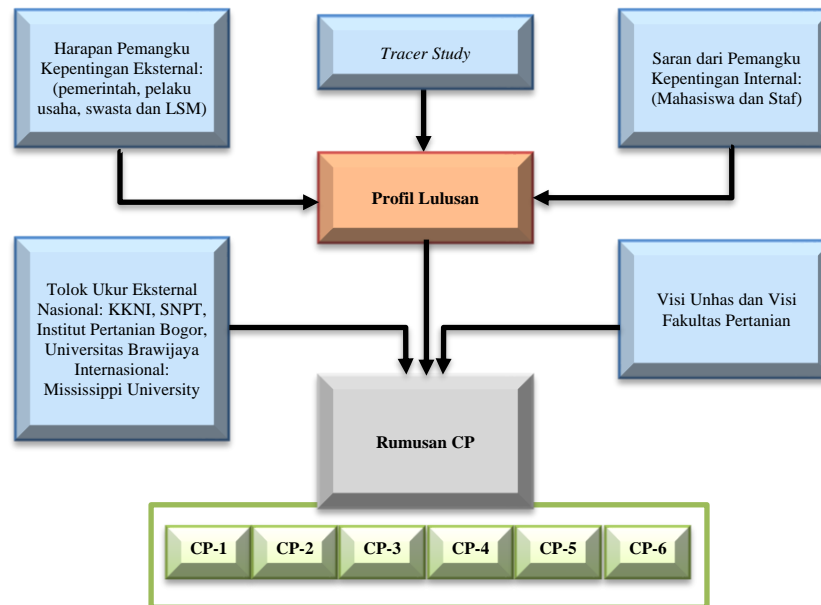 Harapan Pemangku
Kepentingan Eksternal:
(pemerintah, pelaku
usaha, swasta dan LSM)
Tracer Study
Saran dari Pemangku
Kepentingan Internal:
(Mahasiswa dan Staf)
Profil Lulusan
Tolok Ukur Eksternal
Nasional: KKNI, SNPT,
Institut Pertanian Bogor,
Universitas Brawijaya
Internasional:
Mississippi University
Visi Unhas dan Visi
Fakultas Pertanian
Rumusan CP
CP-1
CP-2
CP-3
CP-4
CP-5
CP-6